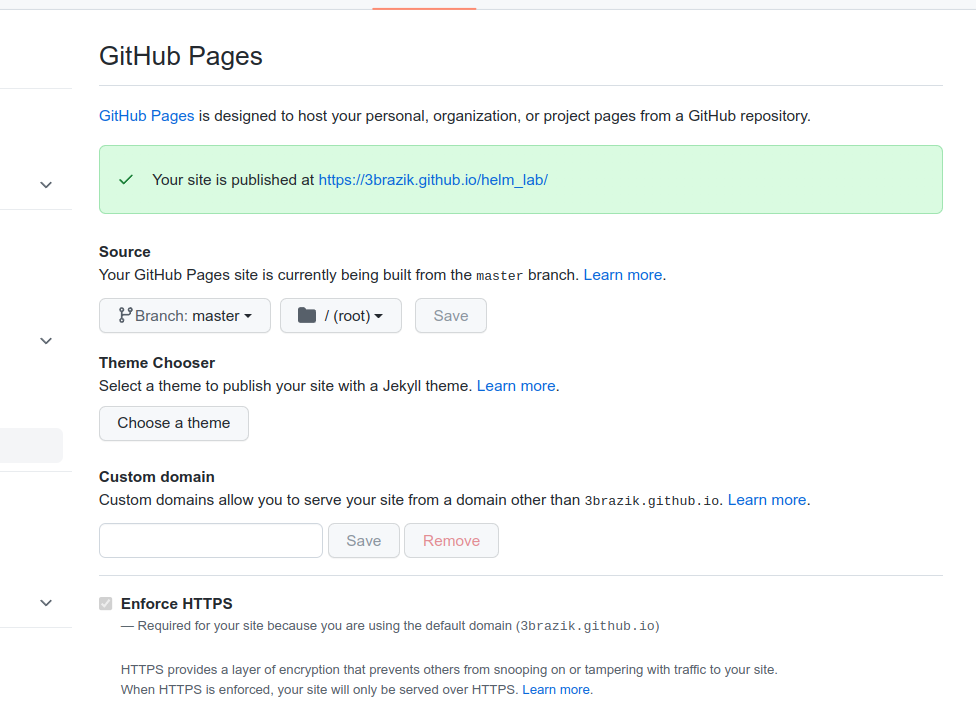 GitHub Pages
GitHub Pages is designed to host your personal, organization, or project pages from a GitHub repository.
Your site is published at https://3brazik.github.io/helm_lab/
Source
Your GitHub Pages site is currently being built from the master branch. Learn more.
Branch: master / (root) Save
Theme Chooser
Select a theme to publish your site with a Jekyll theme. Learn more.
Choose a theme
Custom domain
Custom domains allow you to serve your site from a domain other than 3brazik.github.io. Learn more.
Save Remove
Enforce HTTPS
— Required for your site because you are using the default domain (3brazik.github.io)
HTTPS provides a layer of encryption that prevents others from snooping on or tampering with traffic to your site.
When HTTPS is enforced, your site will only be served over HTTPS. Learn more.